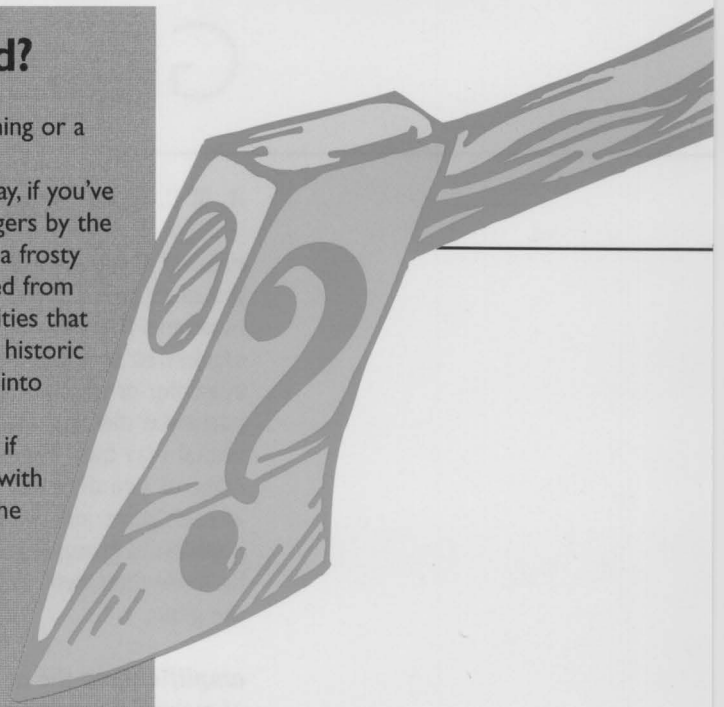 d?
ning or a
ay, if you've
gers by the
a frosty
ed from
ities that
historic
into
if
with
ne
?